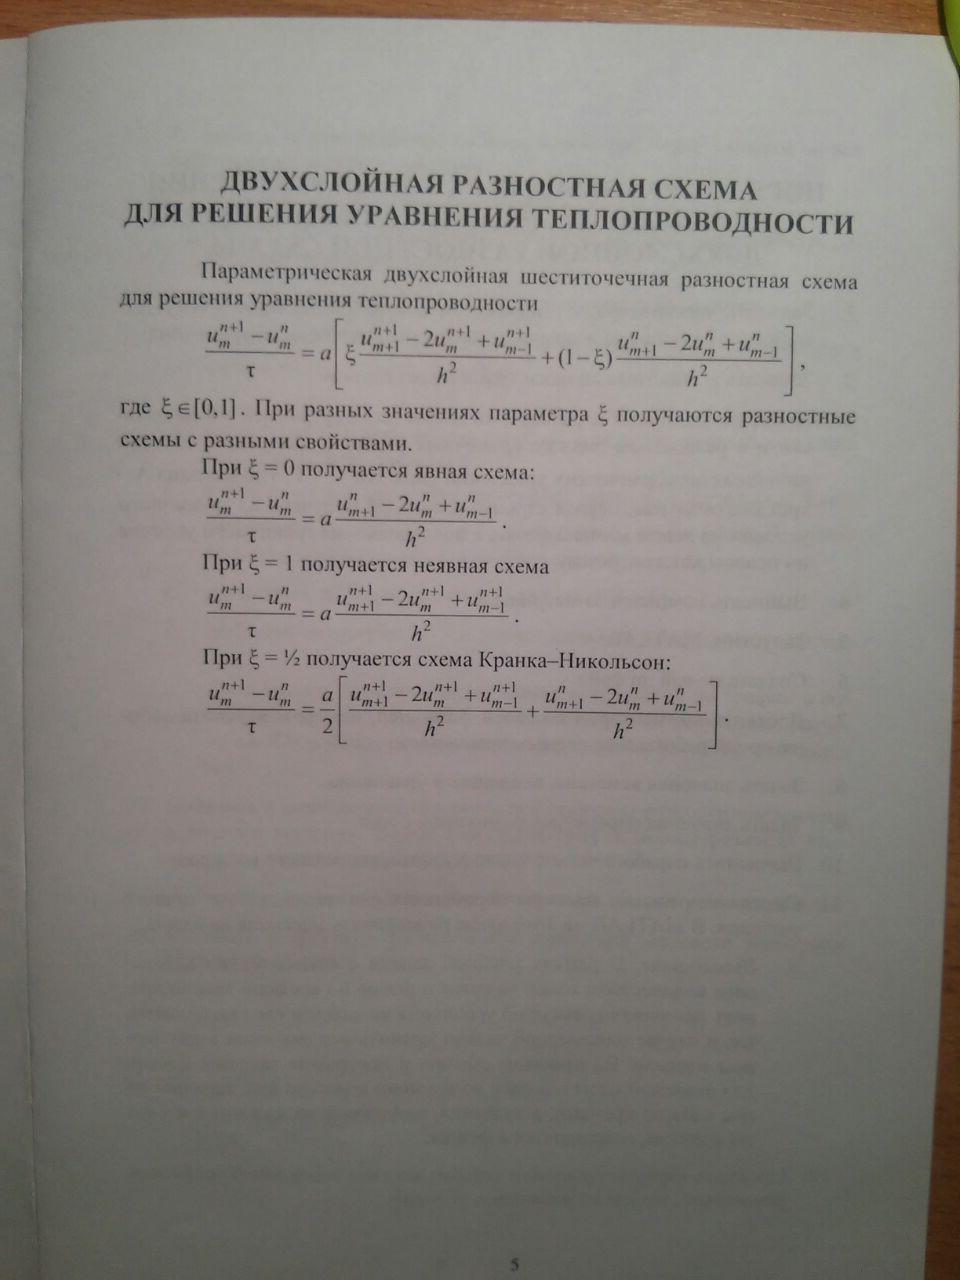 ДВУХСЛОЙНАЯ РАЗНОСТНАЯ СХЕМА
ДЛЯ РЕШЕНИЯ УРАВНЕНИЯ ТЕПЛОПРОВОДНОСТИ
Параметрическая двухслойная шеститочечная разностная схема
для решения уравнения теплопроводности
$\frac{u_m^{n+1} - u_m^n}{\tau} = a\left[\xi\frac{u_{m+1}^{n+1} - 2u_m^{n+1} + u_{m-1}^{n+1}}{h^2} + (1-\xi)\frac{u_{m+1}^n - 2u_m^n + u_{m-1}^n}{h^2}\right],$
где ξ∈[0,1]. При разных значениях параметра ξ получаются разностные
схемы с разными свойствами.
При ξ = 0 получается явная схема:
$\frac{u_m^{n+1} - u_m^n}{\tau} = a\frac{u_{m+1}^n - 2u_m^n + u_{m-1}^n}{h^2}.$
При ξ = 1 получается неявная схема
$\frac{u_m^{n+1} - u_m^n}{\tau} = a\frac{u_{m+1}^{n+1} - 2u_m^{n+1} + u_{m-1}^{n+1}}{h^2}.$
При ξ = ½ получается схема Кранка–Никольсон:
$\frac{u_m^{n+1} - u_m^n}{\tau} = \frac{a}{2}\left[\frac{u_{m+1}^{n+1} - 2u_m^{n+1} + u_{m-1}^{n+1}}{h^2} + \frac{u_{m+1}^n - 2u_m^n + u_{m-1}^n}{h^2}\right].$
5